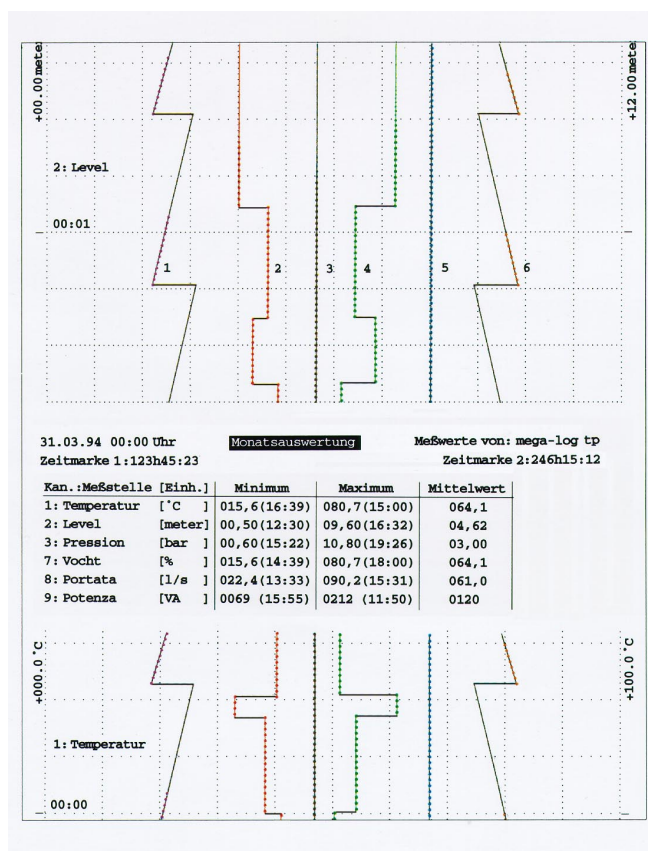 +00.00 mete
+12.00 mete
2: Level
00:01
1 2 3 4 5 6
31.03.94 00:00 Uhr Monatsauswertung Meßwerte von: mega-log tp
Zeitmarke 1:123h45:23 Zeitmarke 2:246h15:12
Kan.:Meßstelle [Einh.] Minimum Maximum Mittelwert
1: Temperatur [°C ] 015,6(16:39) 080,7(15:00) 064,1
2: Level [meter] 00,50(12:30) 09,60(16:32) 04,62
3: Pression [bar ] 00,60(15:22) 10,80(19:26) 03,00
7: Vocht [% ] 015,6(14:39) 080,7(18:00) 064,1
8: Portata [l/s ] 022,4(13:33) 090,2(15:31) 061,0
9: Potenza [VA ] 0069 (15:55) 0212 (11:50) 0120
+000.0 °C
+100.0 °C
1: Temperatur
00:00